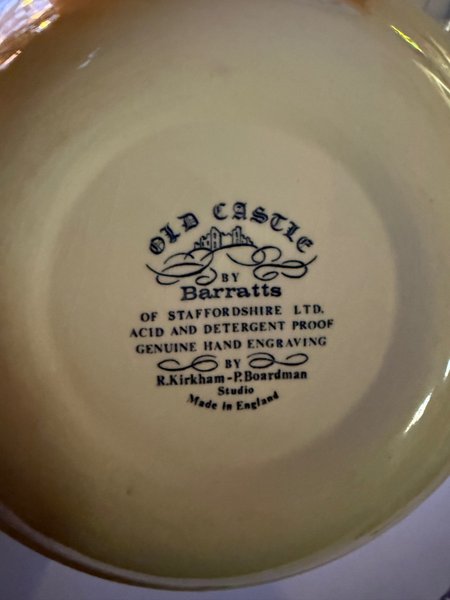 OLD CASTLE
BY
Barratts
OF STAFFORDSHIRE LTD.
ACID AND DETERGENT PROOF
GENUINE HAND ENGRAVING
BY
R.Kirkham-P.Boardman
Studio
Made in England